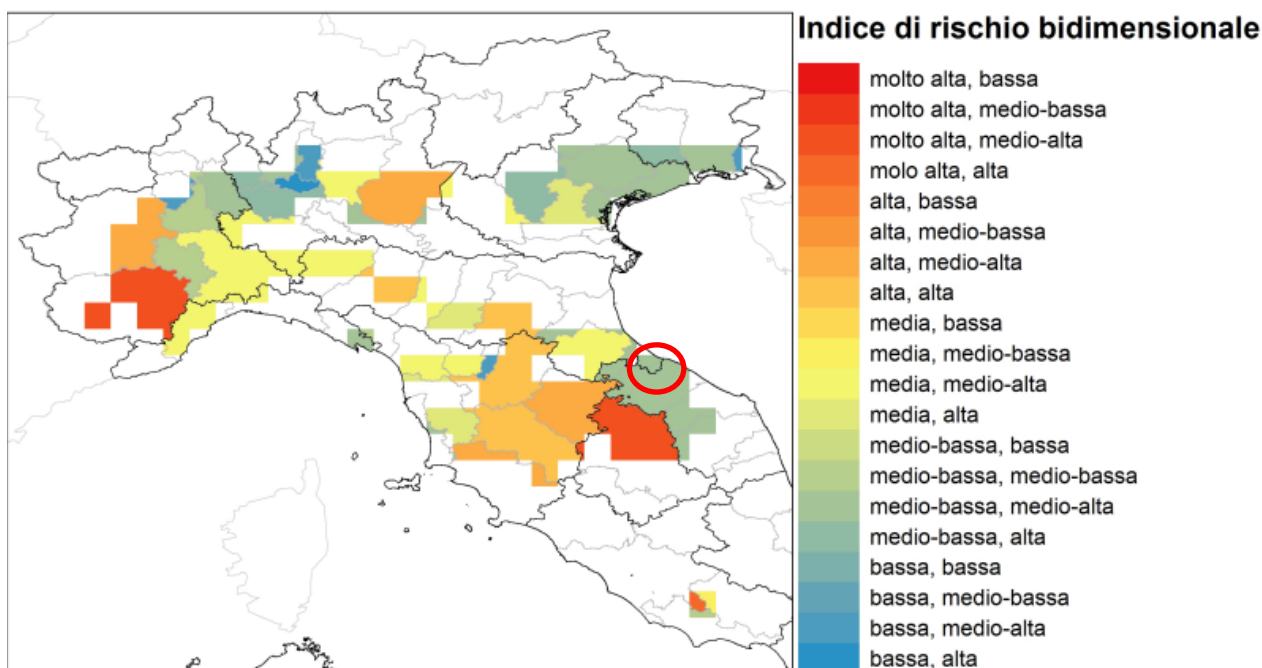 Indice di rischio bidimensionale
molto alta, bassa
molto alta, medio-bassa
molto alta, medio-alta
molo alta, alta
alta, bassa
alta, medio-bassa
alta, medio-alta
alta, alta
media, bassa
media, medio-bassa
media, medio-alta
media, alta
medio-bassa, bassa
medio-bassa, medio-bassa
medio-bassa, medio-alta
medio-bassa, alta
bassa, bassa
bassa, medio-bassa
bassa, medio-alta
bassa, alta